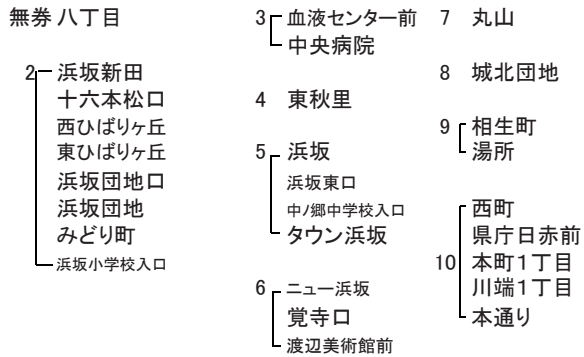 無券 八丁目
2 浜坂新田
十六本松口
西ひばりヶ丘
東ひばりヶ丘
浜坂団地口
浜坂団地
みどり町
浜坂小学校入口
3 血液センター前
中央病院
4 東秋里
5 浜坂
浜坂東口
中ノ郷中学校入口
タウン浜坂
6 ニュー浜坂
覚寺口
渡辺美術館前
7 丸山
8 城北団地
9 相生町
湯所
西町
県庁日赤前
10 本町1丁目
川端1丁目
本通り